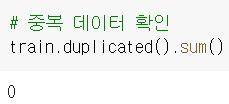 # 중복 데이터 확인
train.duplicated().sum()
0